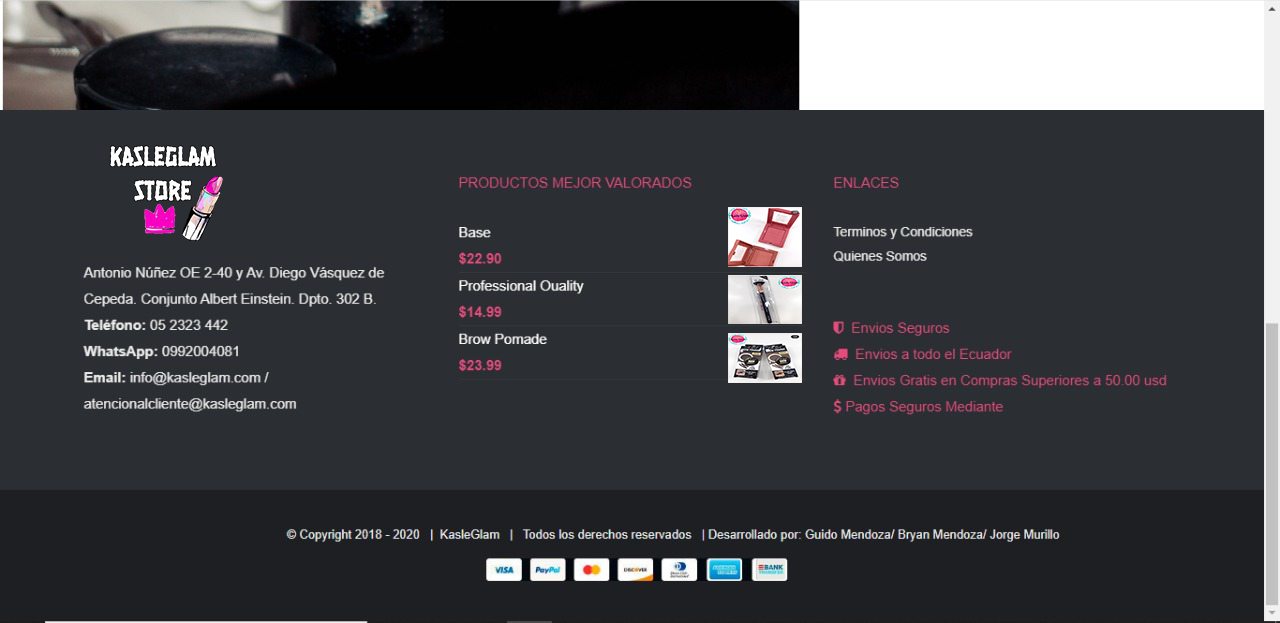 KASLEGLAM
STORE
Antonio Núñez OE 2-40 y Av. Diego Vásquez de
Cepeda. Conjunto Albert Einstein. Dpto. 302 B.
Teléfono: 05 2323 442
WhatsApp: 0992004081
Email: info@kasleglam.com /
atencionalcliente@kasleglam.com
PRODUCTOS MEJOR VALORADOS
Base
$22.90
Professional Ouality
$14.99
Brow Pomade
$23.99
ENLACES
Terminos y Condiciones
Quienes Somos
Envios Seguros
Envios a todo el Ecuador
Envios Gratis en Compras Superiores a 50.00 usd
$ Pagos Seguros Mediante
© Copyright 2018 - 2020 | KasleGlam | Todos los derechos reservados | Desarrollado por: Guido Mendoza/ Bryan Mendoza/ Jorge Murillo
VISA PayPal DISCOVER BANK